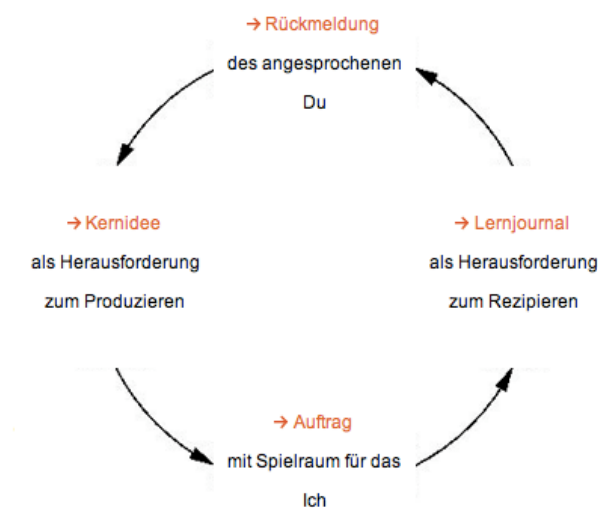 → Rückmeldung
des angesprochenen
Du
→ Kernidee
als Herausforderung
zum Produzieren
→ Lernjournal
als Herausforderung
zum Rezipieren
→ Auftrag
mit Spielraum für das
Ich